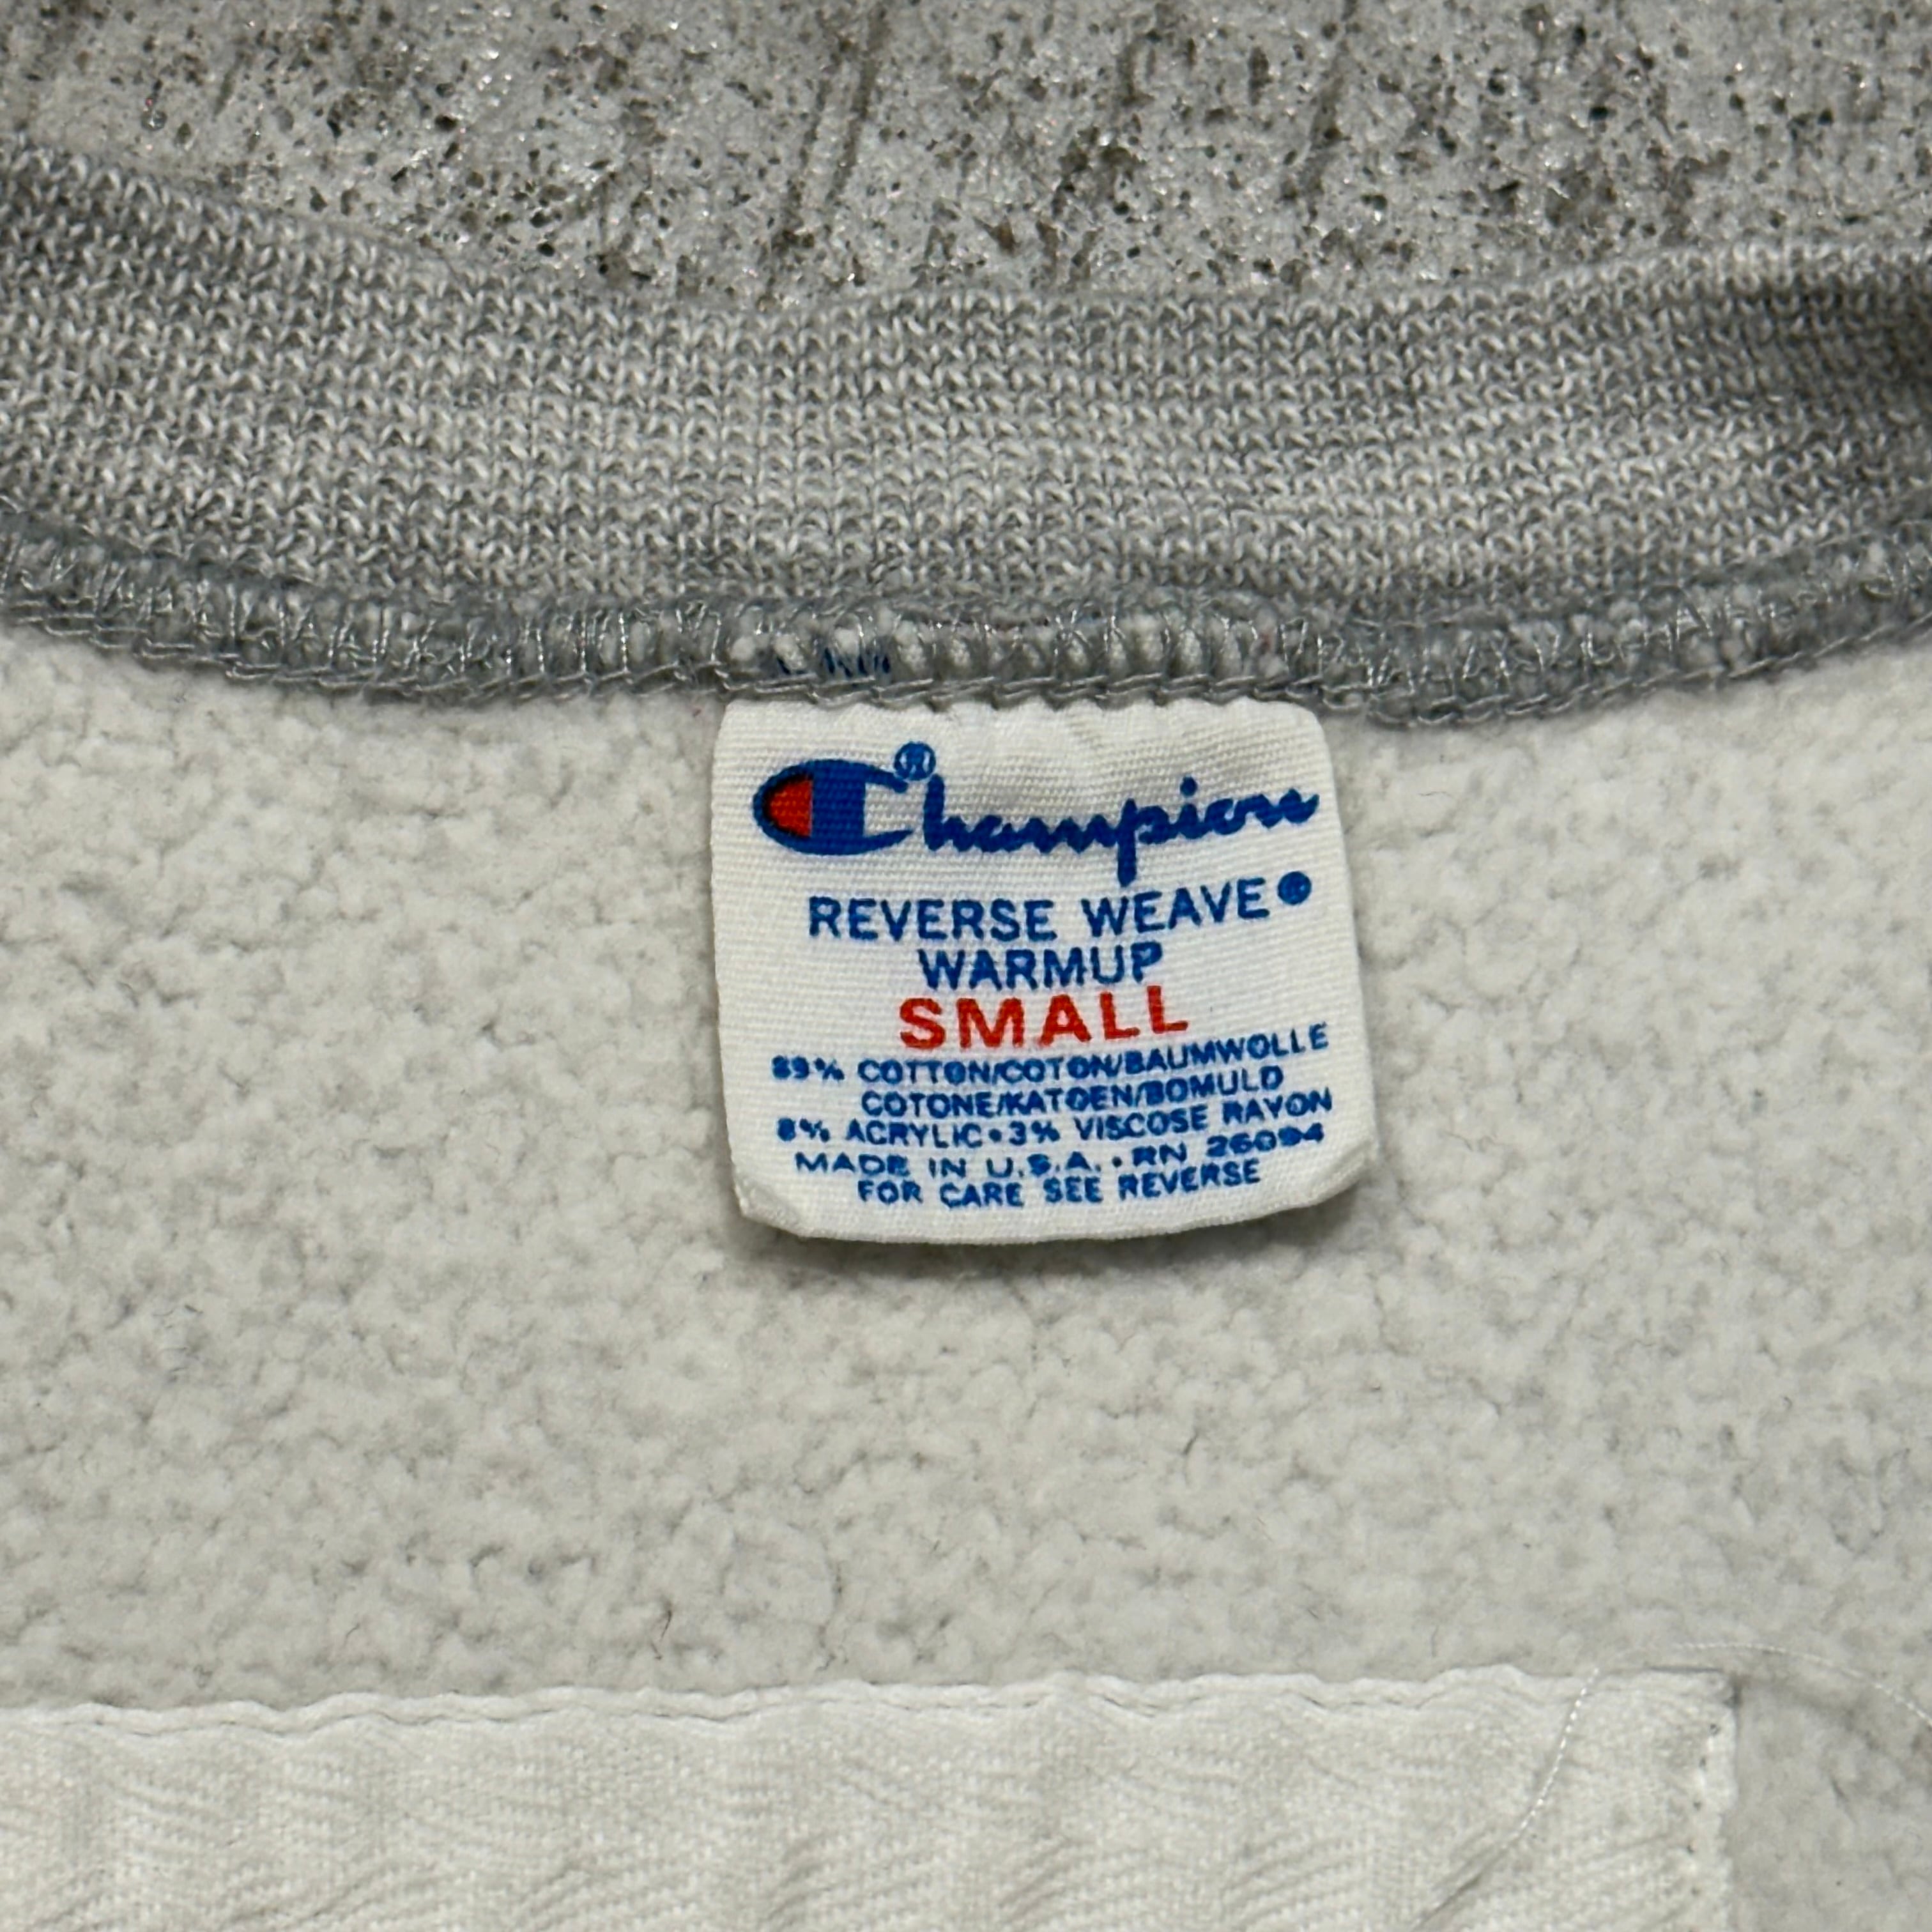 Champion®
REVERSE WEAVE®
WARMUP
SMALL
89% COTTON/COTON/BAUMWOLLE
COTONE/KATOEN/BOMULD
8% ACRYLIC • 3% VISCOSE RAYON
MADE IN U.S.A. • RN 26094
FOR CARE SEE REVERSE